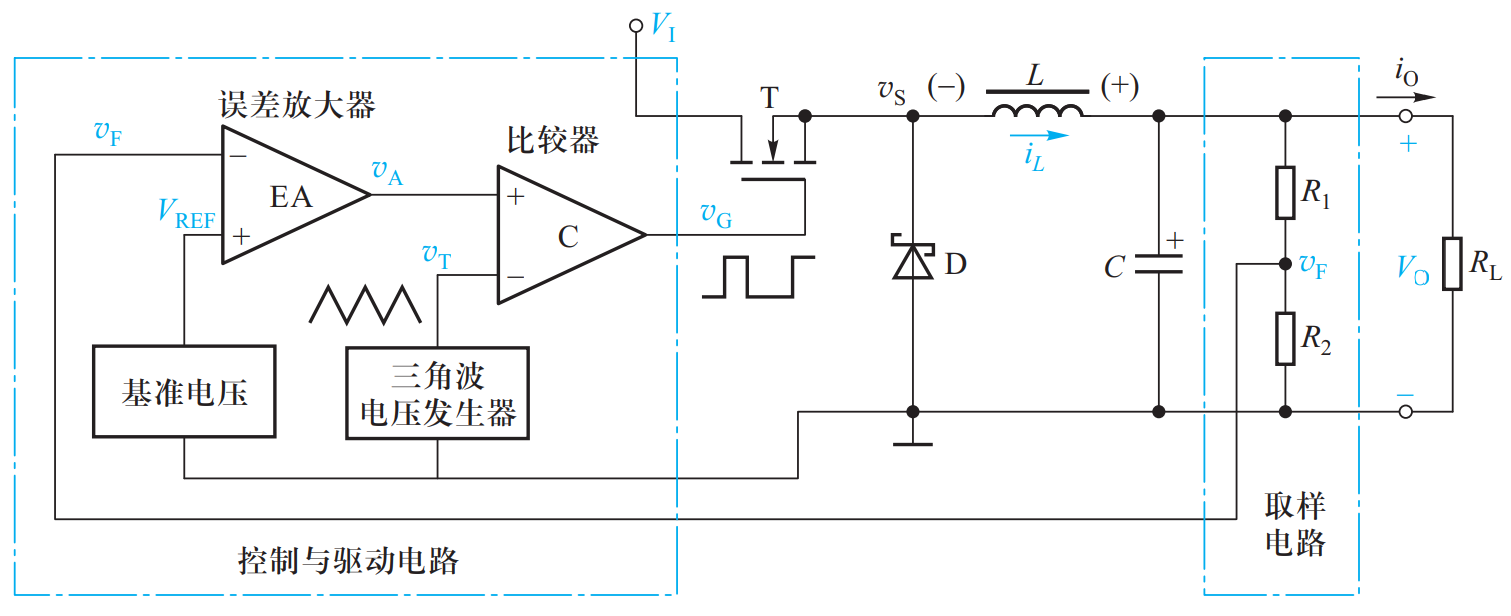 V_I
误差放大器
v_F
比较器
T
v_S
(−)
L
(+)
i_O
i_L
−
EA
v_A
+
V_REF
+
C
v_G
v_T
−
D
C
+
R_1
v_F
R_2
+
V_O
−
R_L
基准电压
三角波
电压发生器
取样
电路
控制与驱动电路